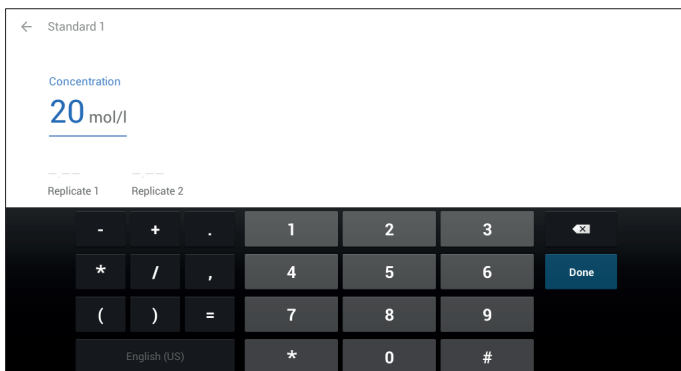 ← Standard 1
Concentration
20 mol/l
_.__ _.__
Replicate 1 Replicate 2
- + . 1 2 3
* / , 4 5 6 Done
( ) = 7 8 9
English (US) * 0 #